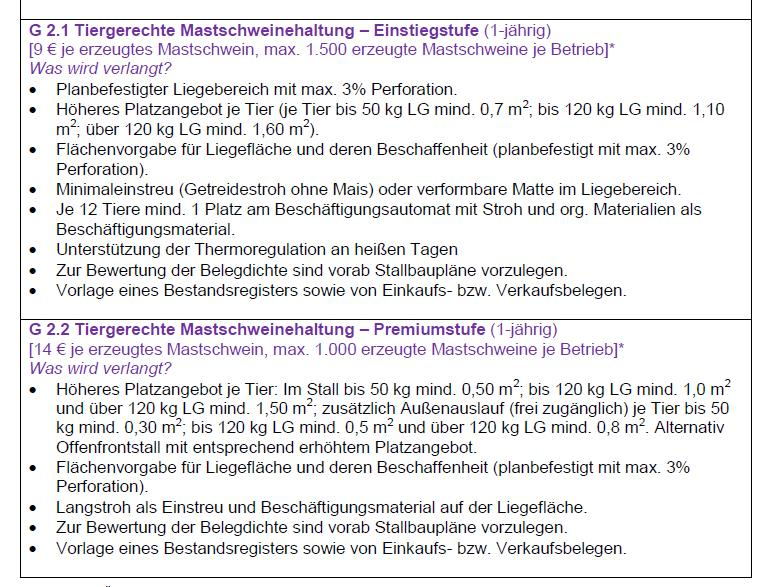 G 2.1 Tiergerechte Mastschweinehaltung – Einstiegstufe (1-jährig)
[9 € je erzeugtes Mastschwein, max. 1.500 erzeugte Mastschweine je Betrieb]*
Was wird verlangt?
• Planbefestigter Liegebereich mit max. 3% Perforation.
• Höheres Platzangebot je Tier (je Tier bis 50 kg LG mind. 0,7 m²; bis 120 kg LG mind. 1,10
m²; über 120 kg LG mind. 1,60 m²).
• Flächenvorgabe für Liegefläche und deren Beschaffenheit (planbefestigt mit max. 3%
Perforation).
• Minimaleinstreu (Getreidestroh ohne Mais) oder verformbare Matte im Liegebereich.
• Je 12 Tiere mind. 1 Platz am Beschäftigungsautomat mit Stroh und org. Materialien als
Beschäftigungsmaterial.
• Unterstützung der Thermoregulation an heißen Tagen
• Zur Bewertung der Belegdichte sind vorab Stallbaupläne vorzulegen.
• Vorlage eines Bestandsregisters sowie von Einkaufs- bzw. Verkaufsbelegen.
G 2.2 Tiergerechte Mastschweinehaltung – Premiumstufe (1-jährig)
[14 € je erzeugtes Mastschwein, max. 1.000 erzeugte Mastschweine je Betrieb]*
Was wird verlangt?
• Höheres Platzangebot je Tier: Im Stall bis 50 kg mind. 0,50 m²; bis 120 kg LG mind. 1,0 m²
und über 120 kg LG mind. 1,50 m²; zusätzlich Außenauslauf (frei zugänglich) je Tier bis 50
kg mind. 0,30 m²; bis 120 kg LG mind. 0,5 m² und über 120 kg LG mind. 0,8 m². Alternativ
Offenfrontstall mit entsprechend erhöhtem Platzangebot.
• Flächenvorgabe für Liegefläche und deren Beschaffenheit (planbefestigt mit max. 3%
Perforation).
• Langstroh als Einstreu und Beschäftigungsmaterial auf der Liegefläche.
• Zur Bewertung der Belegdichte sind vorab Stallbaupläne vorzulegen.
• Vorlage eines Bestandsregisters sowie von Einkaufs- bzw. Verkaufsbelegen.